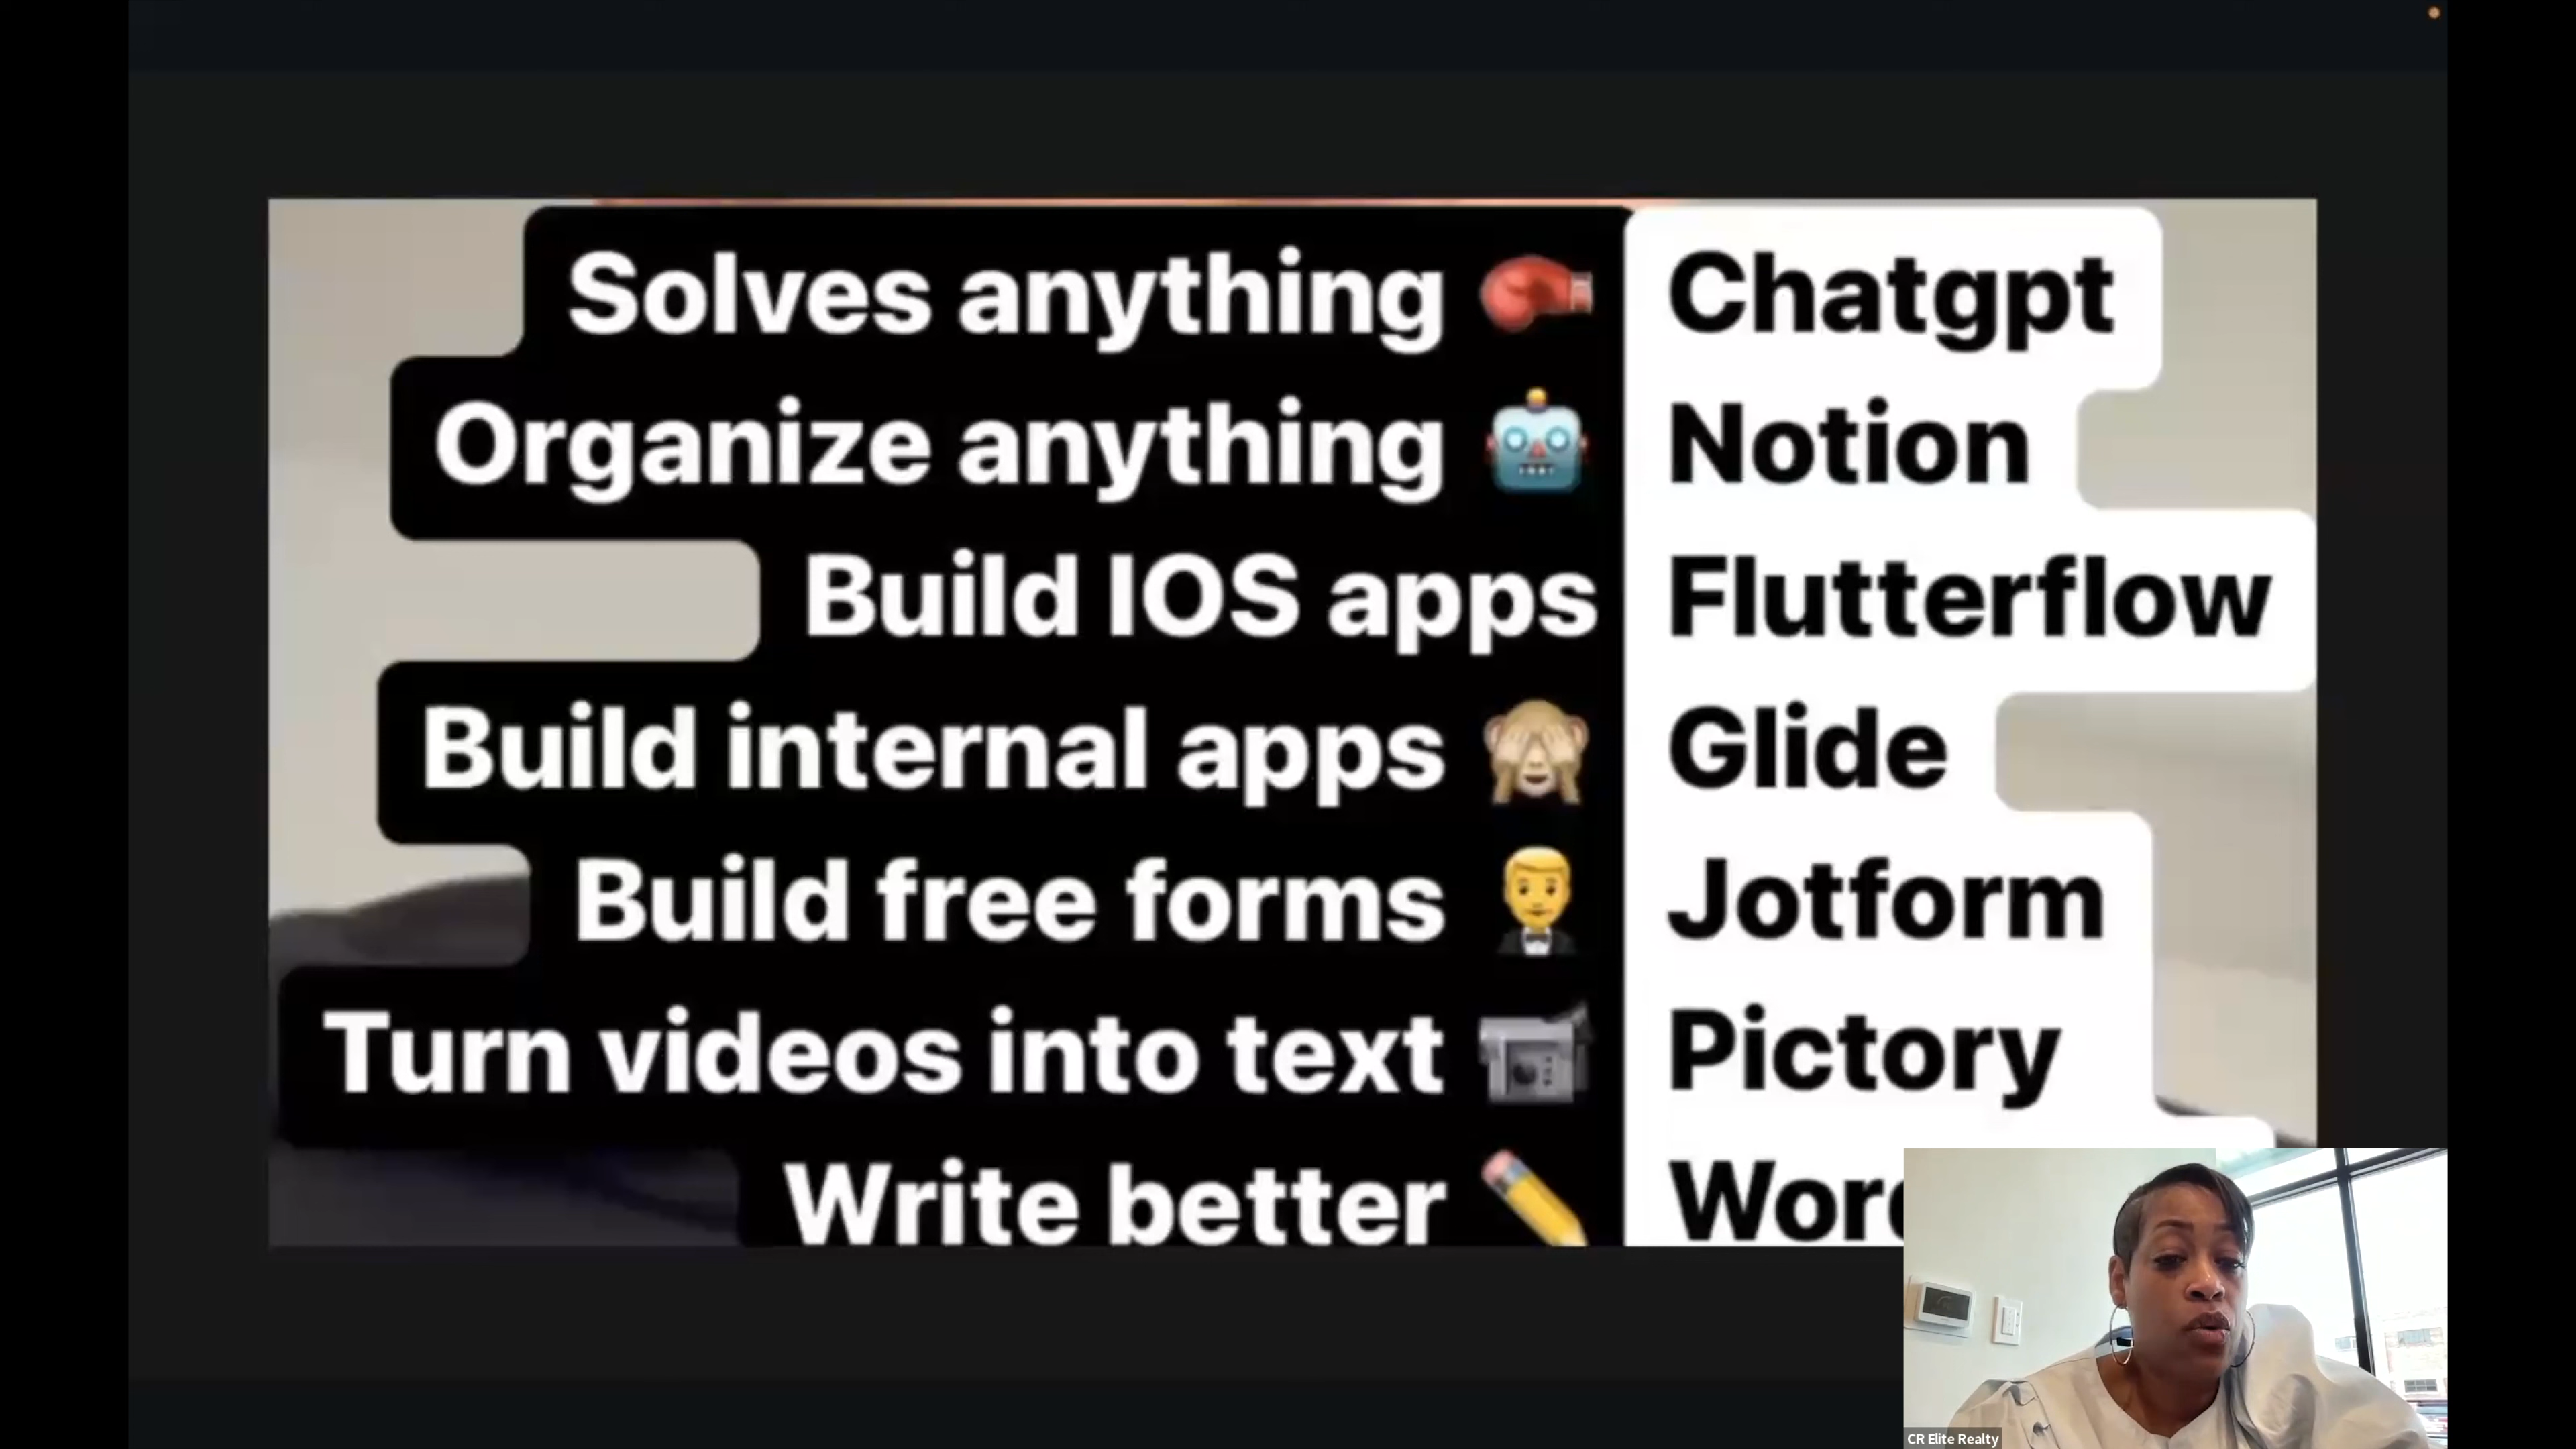 Solves anything 🥊 Chatgpt
Organize anything 🤖 Notion
Build IOS apps Flutterflow
Build internal apps 🙈 Glide
Build free forms 🤵‍♂️ Jotform
Turn videos into text 📹 Pictory
Write better ✏️
CR Elite Realty